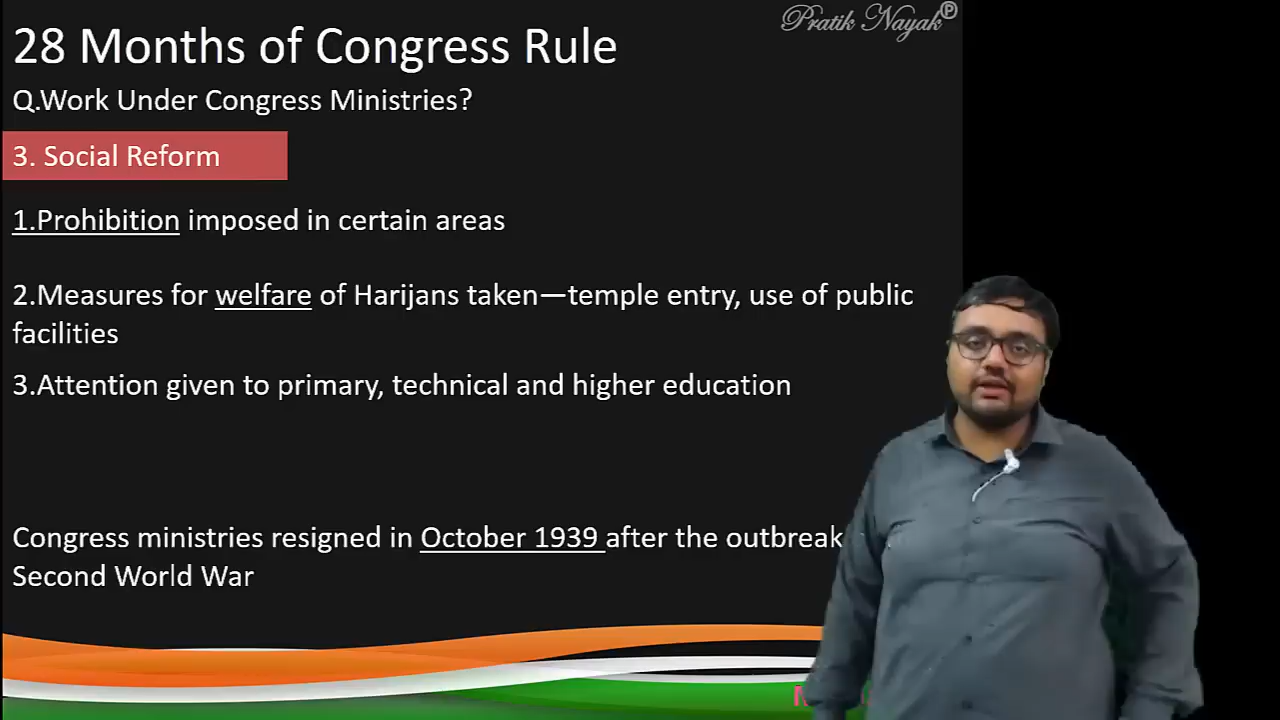 Pratik Nayak
28 Months of Congress Rule
Q.Work Under Congress Ministries?
3. Social Reform
1.Prohibition imposed in certain areas
2.Measures for welfare of Harijans taken—temple entry, use of public
facilities
3.Attention given to primary, technical and higher education
Congress ministries resigned in October 1939 after the outbreak
Second World War